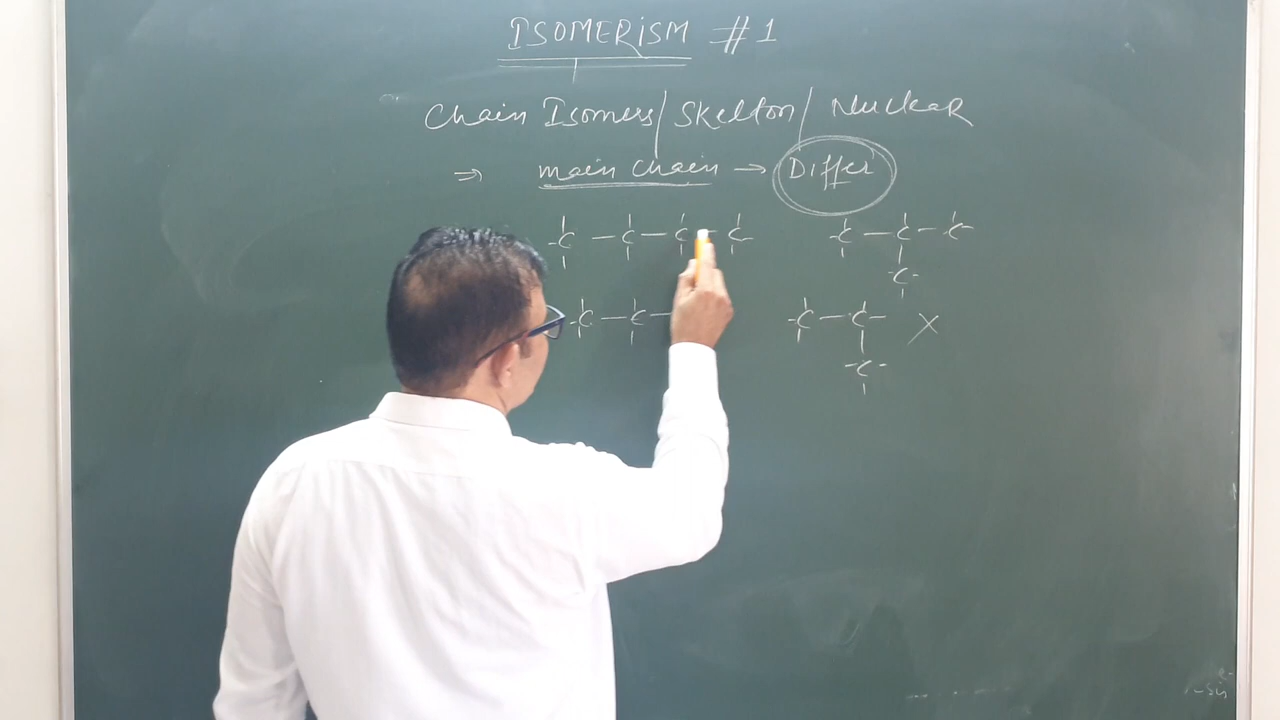 ISOMERISM #1
Chain Isomers/Skelton/Nuclear
⇒ main chain → Differ
-C-C-C-C- -C-C-C-
-C-
-C-C- -C-C- X
-C-